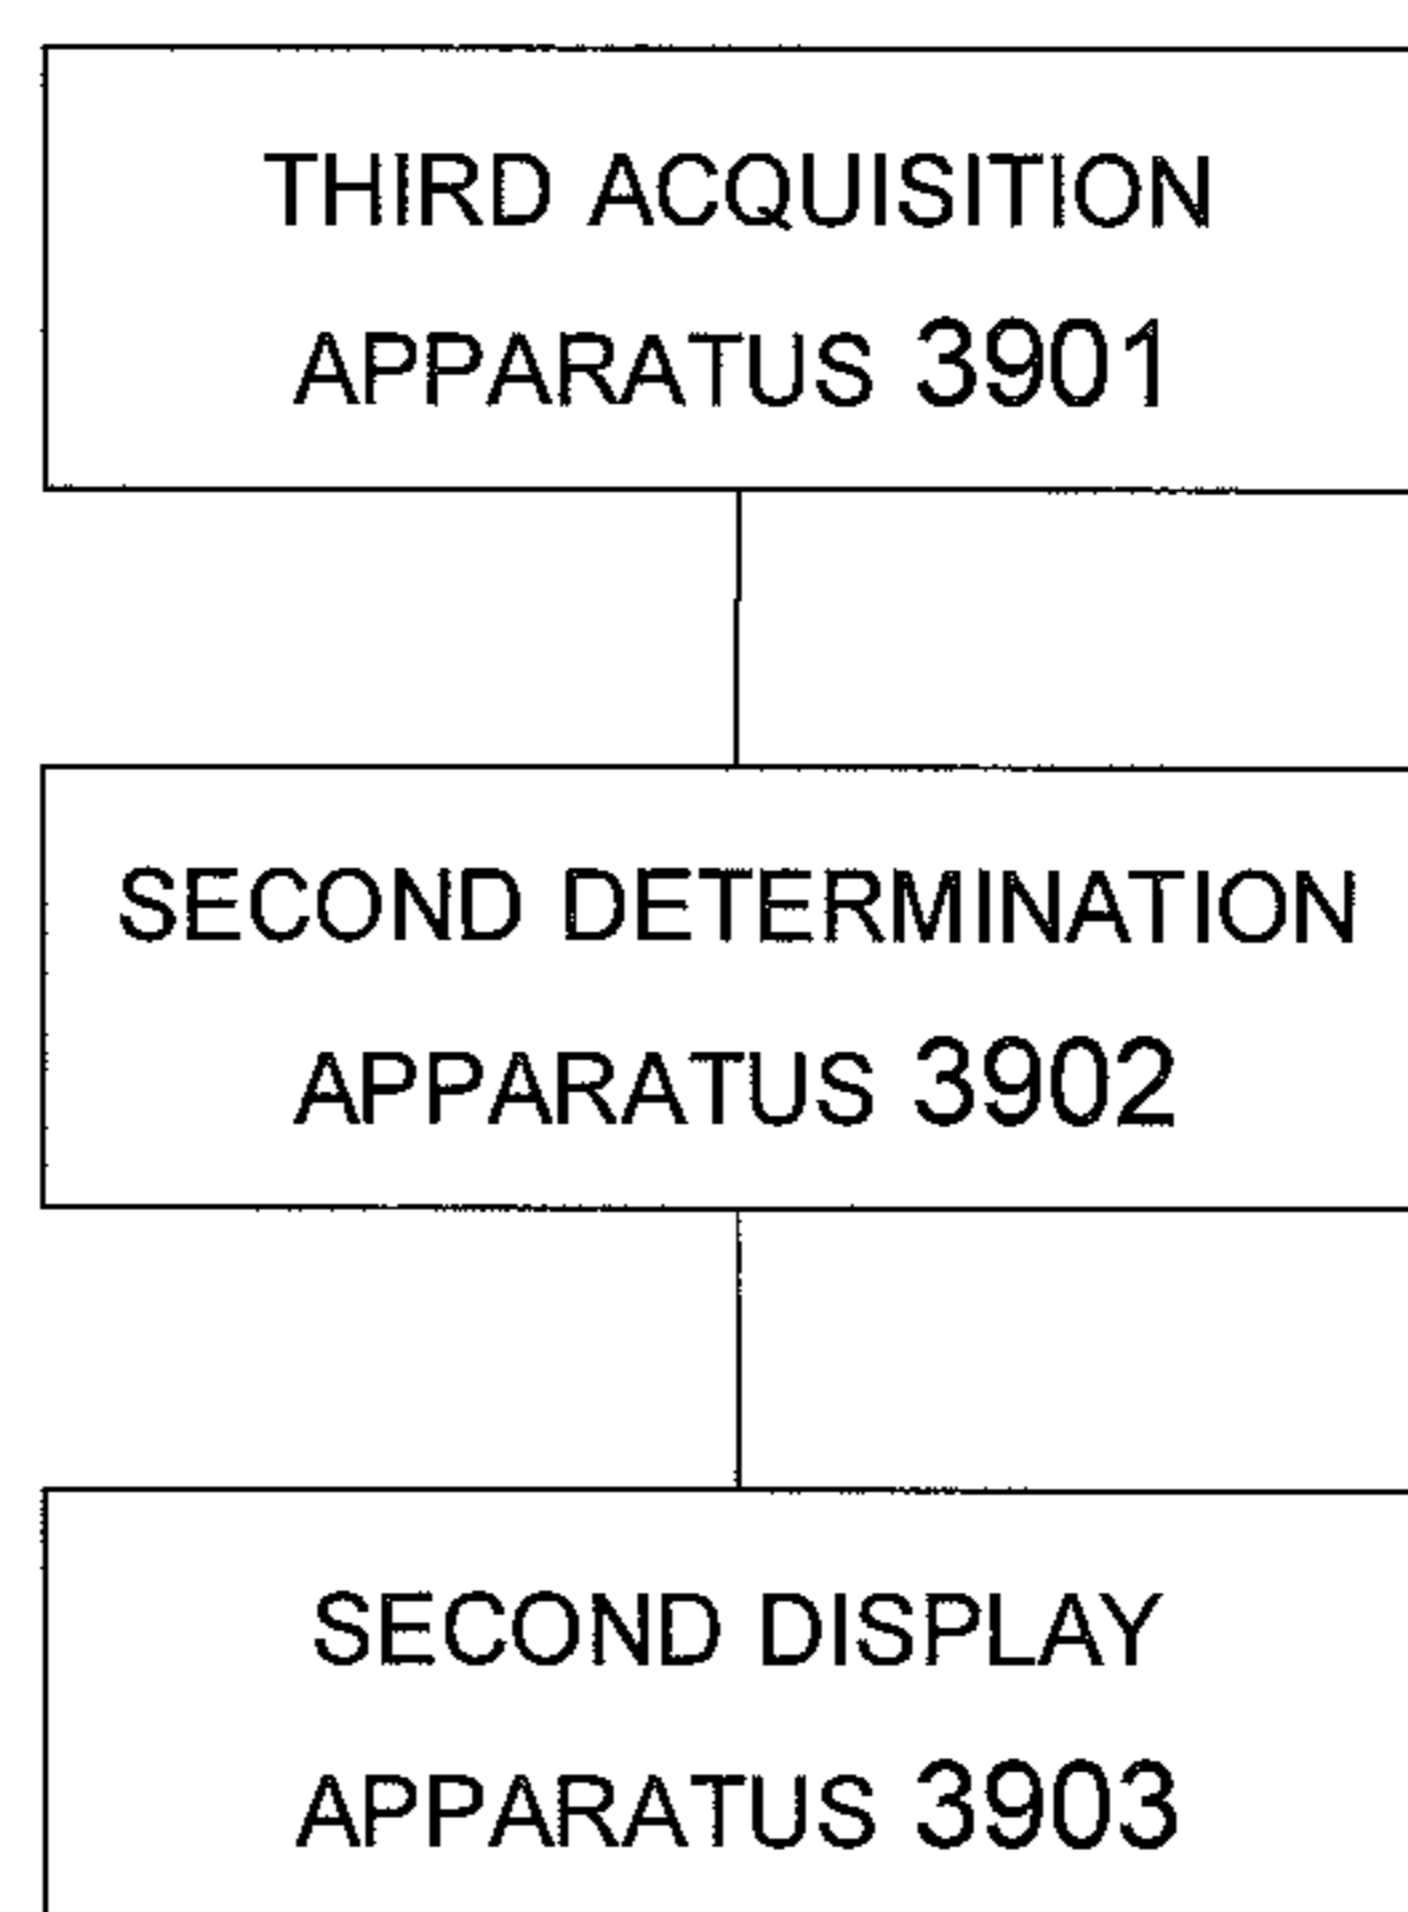 THIRD ACQUISITION
APPARATUS 3901
SECOND DETERMINATION
APPARATUS 3902
SECOND DISPLAY
APPARATUS 3903